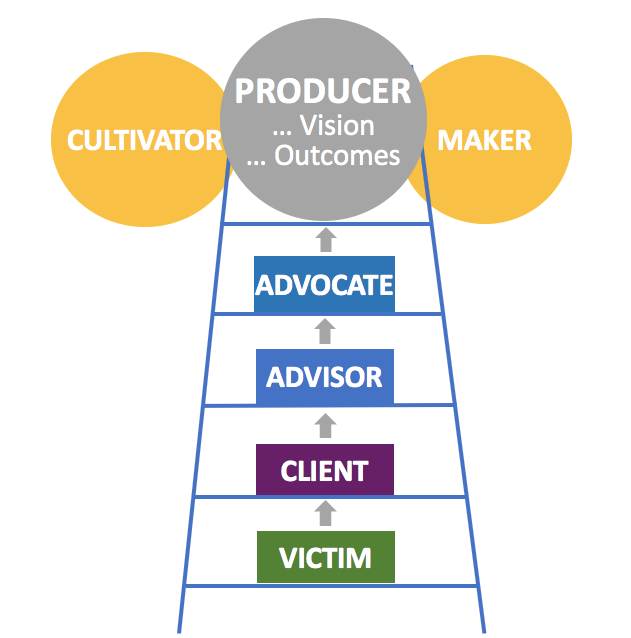 PRODUCER
... Vision
... Outcomes
CULTIVATOR
MAKER
ADVOCATE
ADVISOR
CLIENT
VICTIM